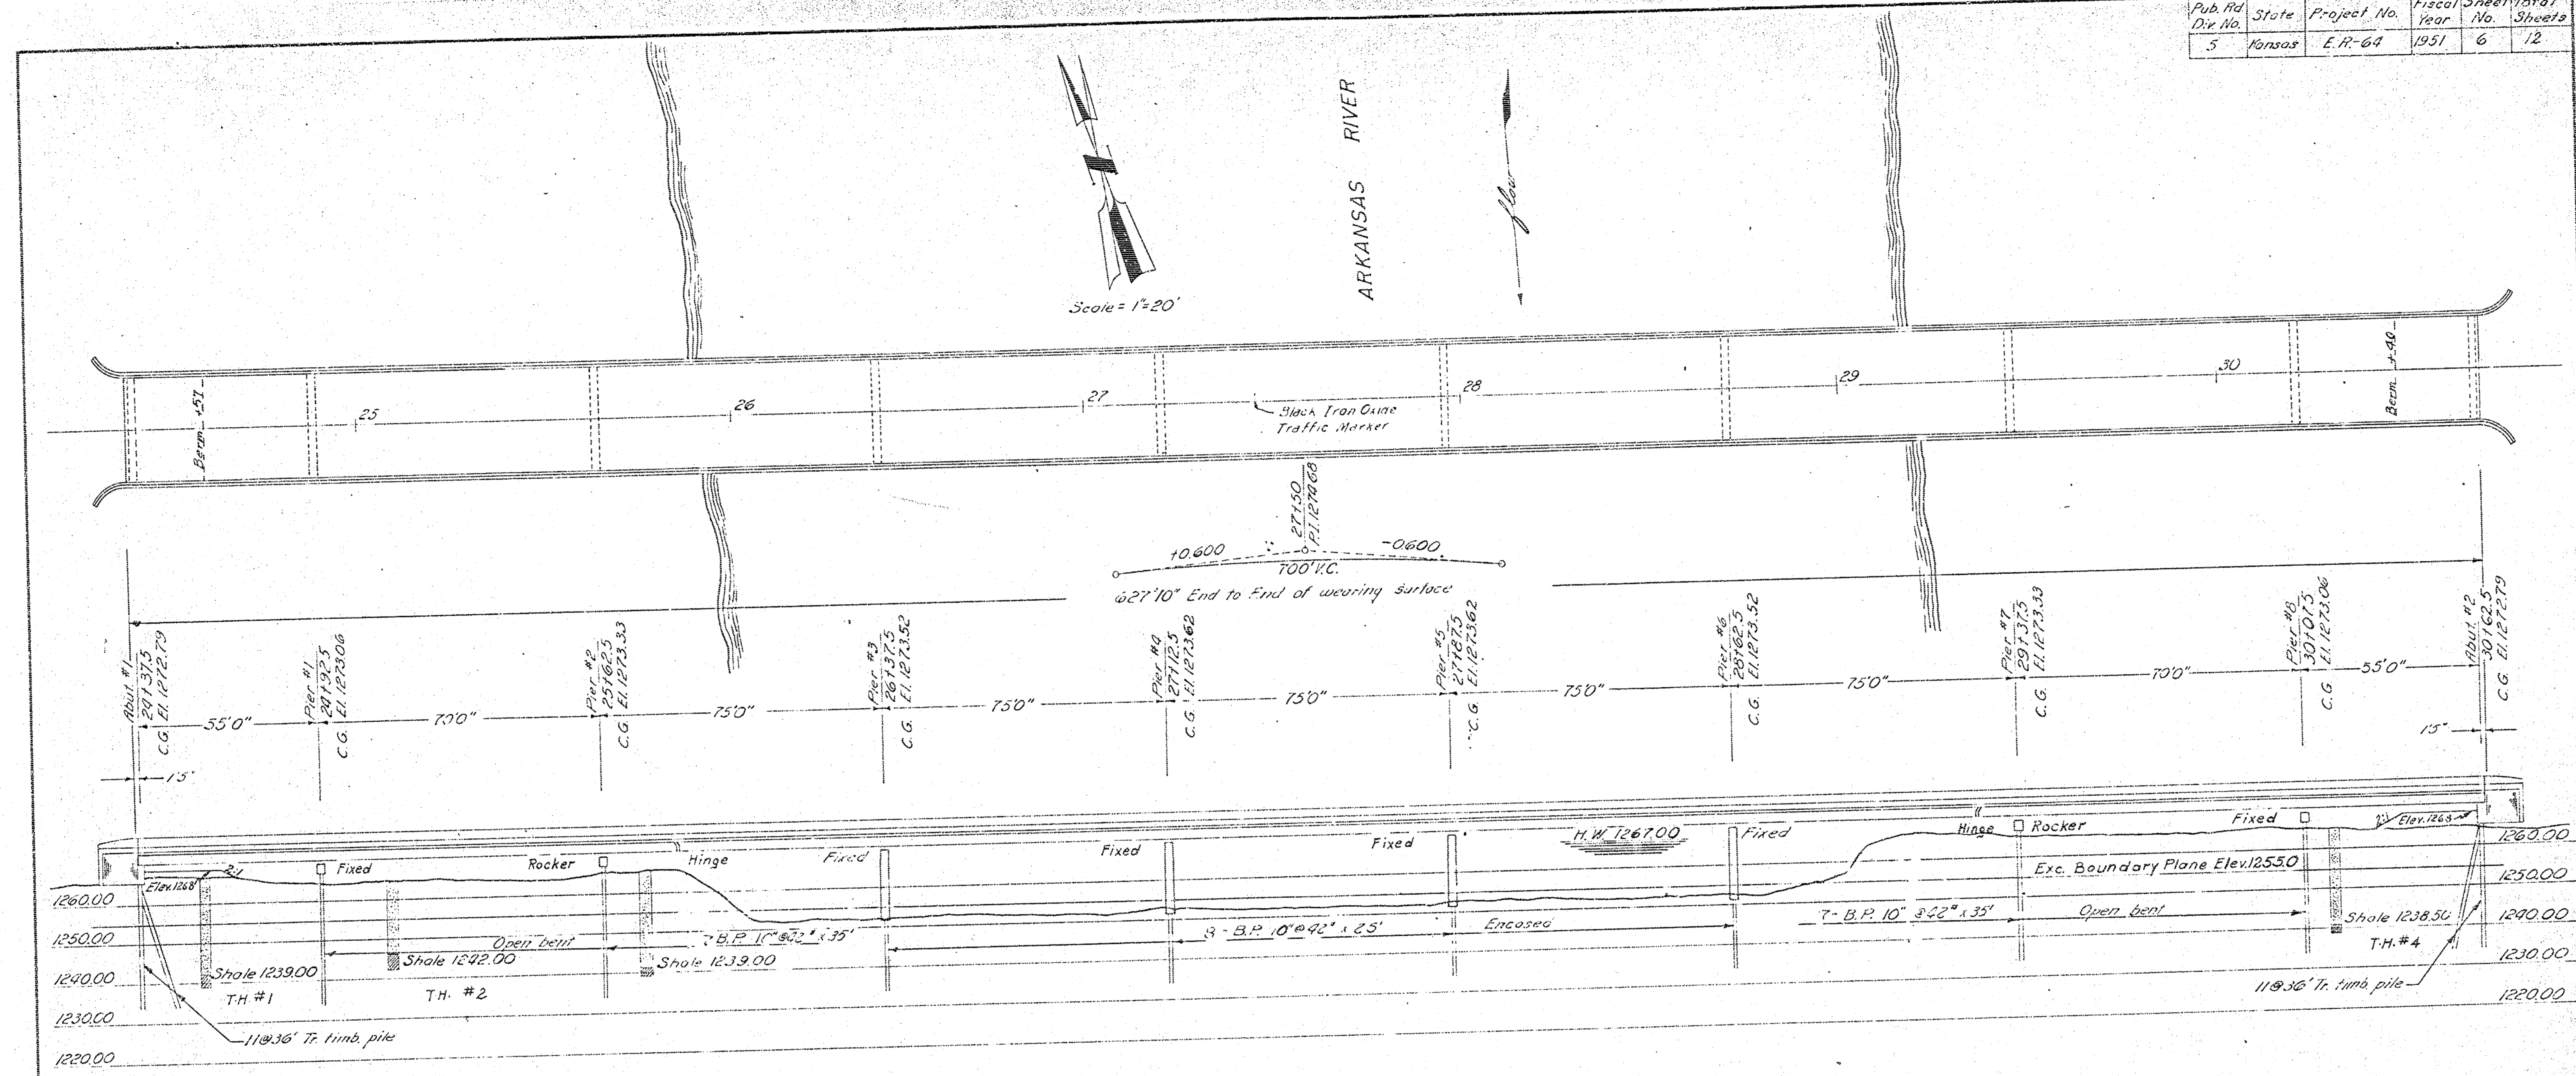 Pub. Rd. Div. No. State Project No. Fiscal Year Sheet No. Total Sheets
5 Kansas E.R.-64 1951 6 12
N
Scale = 1"=20'
ARKANSAS RIVER
flow
Berm +57
25
26
27
28
29
30
Berm + 40
Black Iron Oxide
Traffic Marker
27+50
P.I. 1274.68
+0.600
-0.600
700' V.C.
627'10" End to End of wearing surface
Abut. #1
24+37.5
C.G. El. 1272.79
Pier #1
24+92.5
C.G. El. 1273.06
Pier #2
25+62.5
C.G. El. 1273.33
Pier #3
26+37.5
C.G. El. 1273.52
Pier #4
27+12.5
C.G. El. 1273.62
Pier #5
27+87.5
C.G. El. 1273.62
Pier #6
28+62.5
C.G. El. 1273.52
Pier #7
29+37.5
C.G. El. 1273.33
Pier #8
30+07.5
C.G. El. 1273.06
Abut. #2
30+62.5
C.G. El. 1272.79
55'0"
70'0"
75'0"
75'0"
75'0"
75'0"
75'0"
70'0"
55'0"
1'5"
1'5"
Elev. 1268
2:1
Fixed
Rocker
Hinge
Fixed
Fixed
Fixed
H.W. 1267.00
Fixed
Hinge
Rocker
Fixed
Elev. 1268
Exc. Boundary Plane Elev. 1255.0
1260.00
1250.00
1240.00
1230.00
1220.00
1260.00
1250.00
1240.00
1230.00
1220.00
Shale 1239.00
T.H. #1
Open bent
Shale 1242.00
T.H. #2
7 B.P. 10" @ 42# x 35'
Shale 1239.00
8 - B.P. 10" @ 42# x 25'
Encased
7 - B.P. 10" @ 42# x 35'
Open bent
Shale 1238.50
T.H. #4
11@36' Tr. timb. pile
11@36' Tr. timb. pile